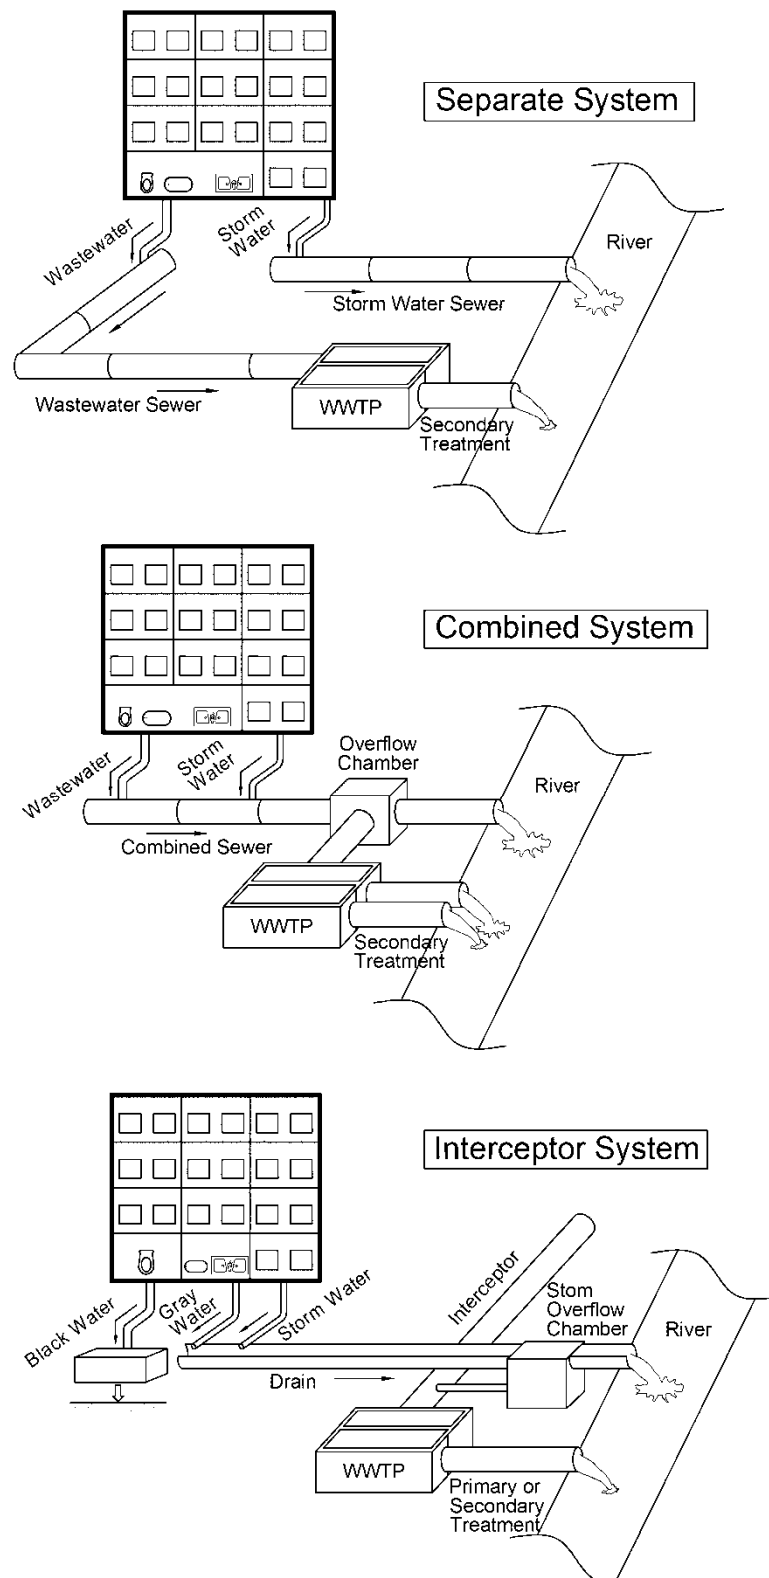 Separate System
Wastewater
Storm
Water
River
Storm Water Sewer
Wastewater Sewer
WWTP
Secondary
Treatment
Combined System
Wastewater
Storm
Water
Overflow
Chamber
River
Combined Sewer
WWTP
Secondary
Treatment
Interceptor System
Black Water
Gray
Water
Storm Water
Interceptor
Stom
Overflow
Chamber
River
Drain
WWTP
Primary or
Secondary
Treatment